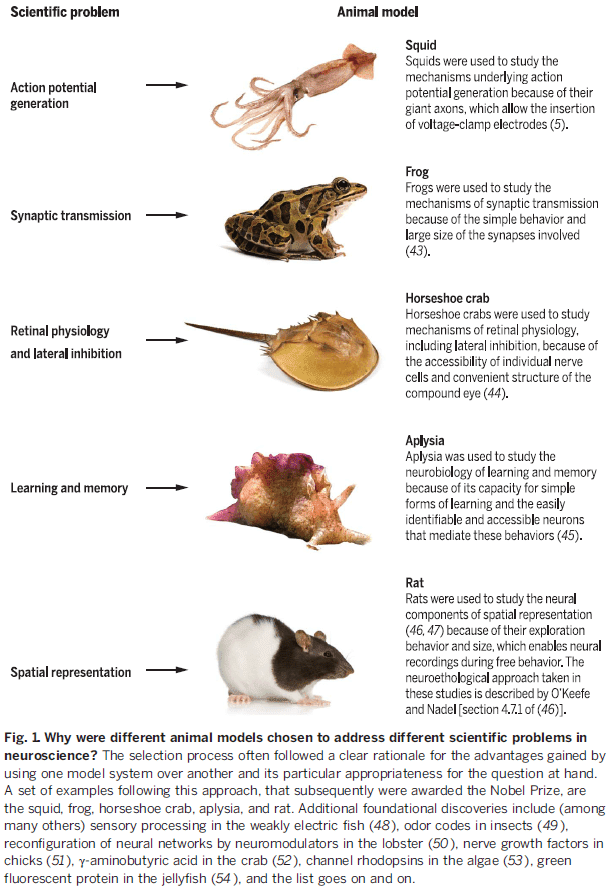 Scientific problem
Animal model
Action potential
generation
Squid
Squids were used to study the
mechanisms underlying action
potential generation because of their
giant axons, which allow the insertion
of voltage-clamp electrodes (5).
Synaptic transmission
Frog
Frogs were used to study the
mechanisms of synaptic transmission
because of the simple behavior and
large size of the synapses involved
(43).
Retinal physiology
and lateral inhibition
Horseshoe crab
Horseshoe crabs were used to study
mechanisms of retinal physiology,
including lateral inhibition, because of
the accessibility of individual nerve
cells and convenient structure of the
compound eye (44).
Learning and memory
Aplysia
Aplysia was used to study the
neurobiology of learning and memory
because of its capacity for simple
forms of learning and the easily
identifiable and accessible neurons
that mediate these behaviors (45).
Spatial representation
Rat
Rats were used to study the neural
components of spatial representation
(46, 47) because of their exploration
behavior and size, which enables neural
recordings during free behavior. The
neuroethological approach taken in
these studies is described by O'Keefe
and Nadel [section 4.7.1 of (46)].
Fig. 1. Why were different animal models chosen to address different scientific problems in
neuroscience? The selection process often followed a clear rationale for the advantages gained by
using one model system over another and its particular appropriateness for the question at hand.
A set of examples following this approach, that subsequently were awarded the Nobel Prize, are
the squid, frog, horseshoe crab, aplysia, and rat. Additional foundational discoveries include (among
many others) sensory processing in the weakly electric fish (48), odor codes in insects (49),
reconfiguration of neural networks by neuromodulators in the lobster (50), nerve growth factors in
chicks (51), γ-aminobutyric acid in the crab (52), channel rhodopsins in the algae (53), green
fluorescent protein in the jellyfish (54), and the list goes on and on.